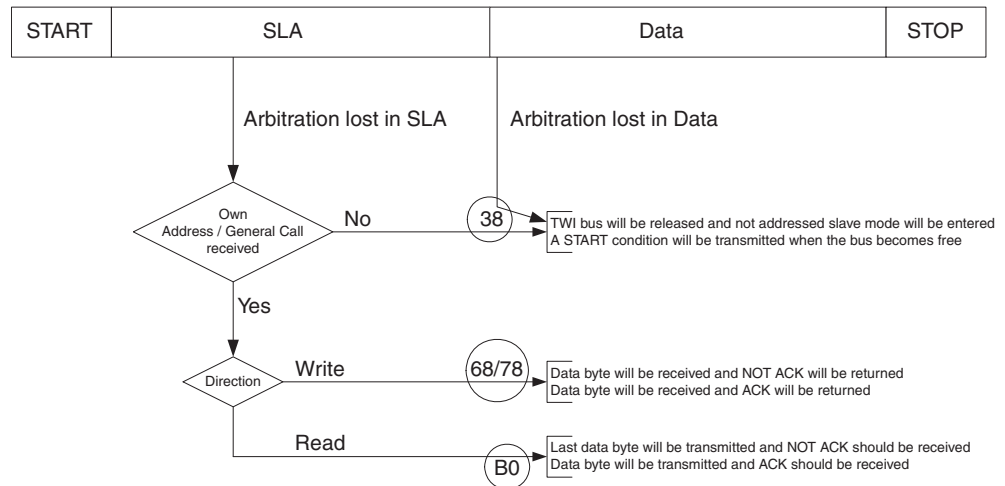 START SLA Data STOP
Arbitration lost in SLA Arbitration lost in Data
Own
Address / General Call
received
No
38
TWI bus will be released and not addressed slave mode will be entered
A START condition will be transmitted when the bus becomes free
Yes
Direction
Write
68/78
Data byte will be received and NOT ACK will be returned
Data byte will be received and ACK will be returned
Read
B0
Last data byte will be transmitted and NOT ACK should be received
Data byte will be transmitted and ACK should be received